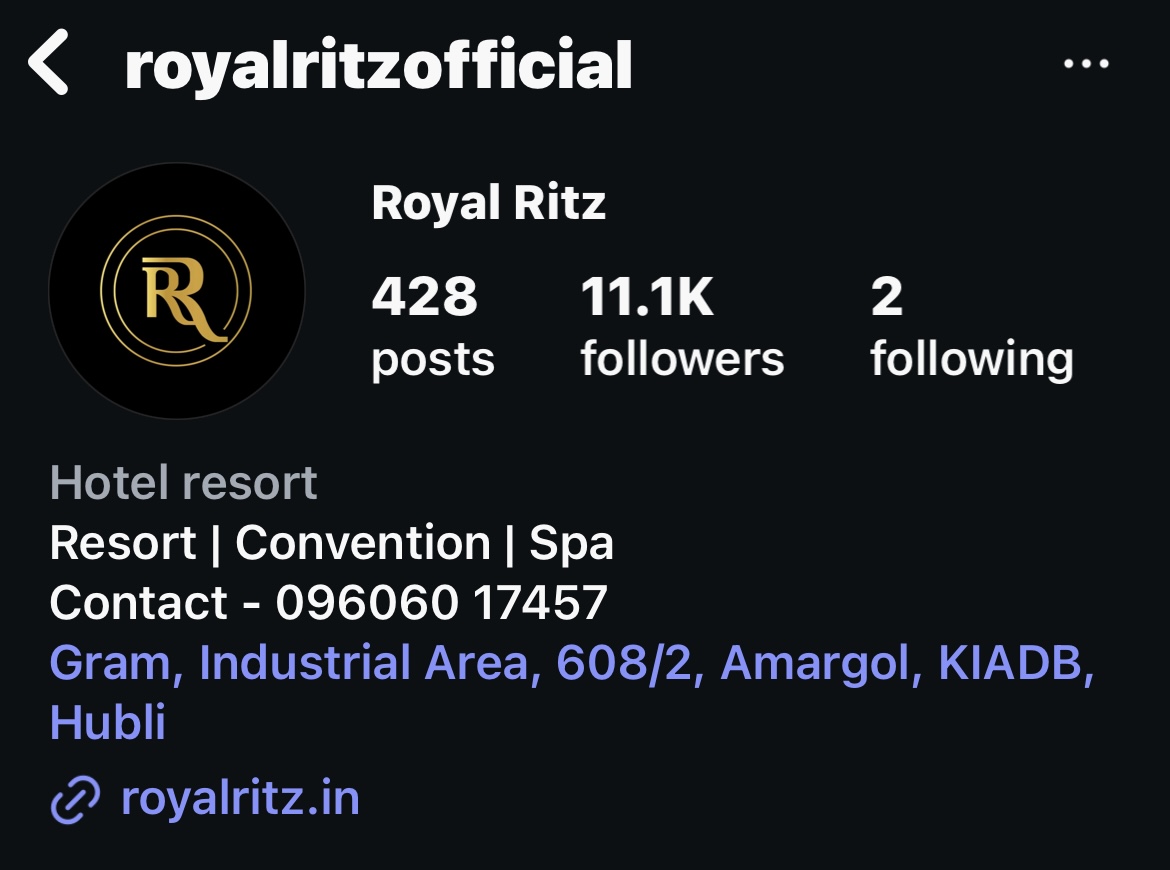 royalritzofficial
...
RR
Royal Ritz
428 11.1K 2
posts followers following
Hotel resort
Resort | Convention | Spa
Contact - 096060 17457
Gram, Industrial Area, 608/2, Amargol, KIADB,
Hubli
royalritz.in